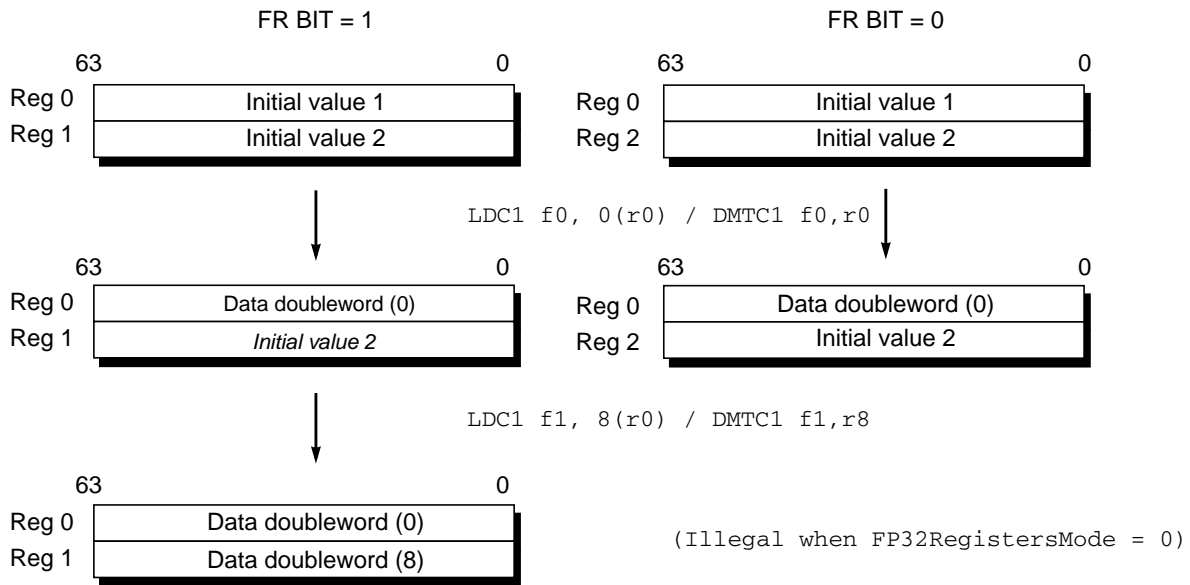 FR BIT = 1 FR BIT = 0
63 0 63 0
Reg 0 Initial value 1 Reg 0 Initial value 1
Reg 1 Initial value 2 Reg 2 Initial value 2
LDC1 f0, 0(r0) / DMTC1 f0,r0
63 0 63 0
Reg 0 Data doubleword (0) Reg 0 Data doubleword (0)
Reg 1 Initial value 2 Reg 2 Initial value 2
LDC1 f1, 8(r0) / DMTC1 f1,r8
63 0
Reg 0 Data doubleword (0)
(Illegal when FP32RegistersMode = 0)
Reg 1 Data doubleword (8)